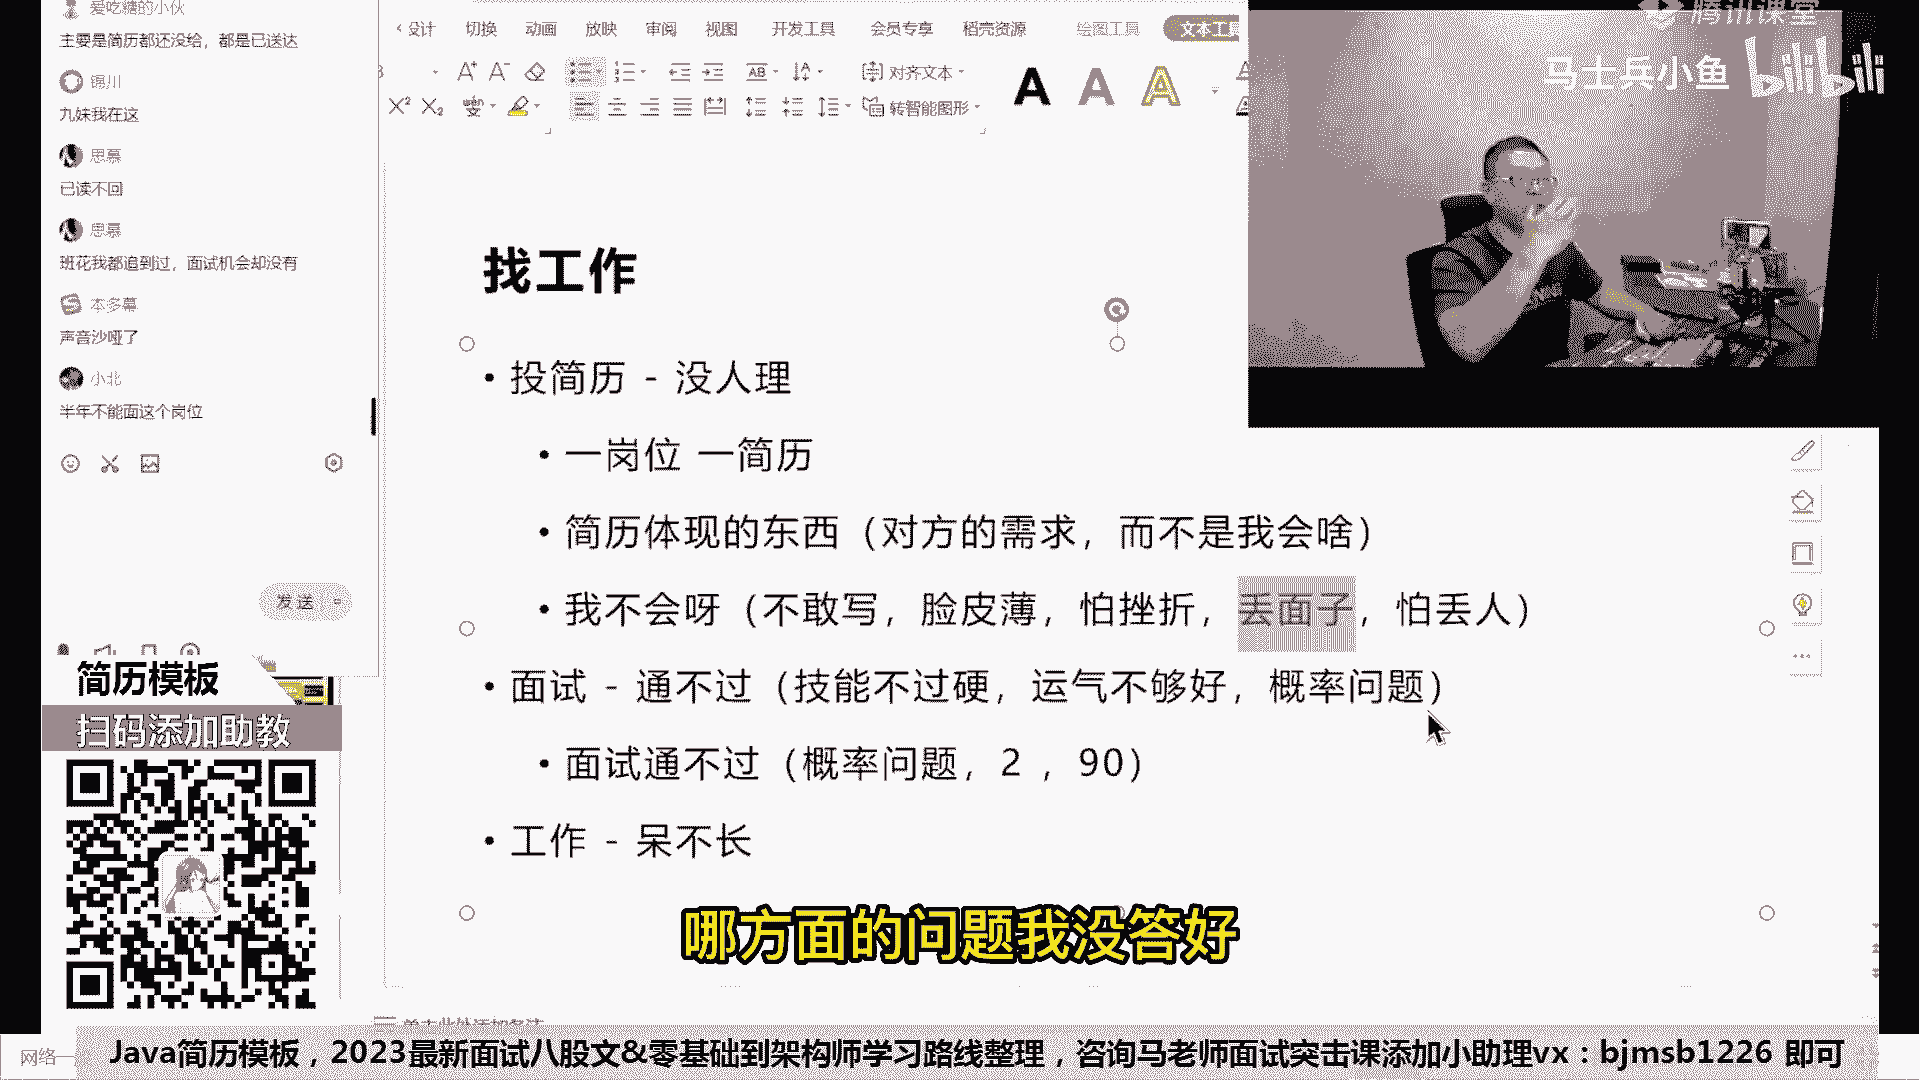 爱吃糖的小伙
主要是简历都还没给，都是已送达
锡川
九妹我在这
思慕
已读不回
思慕
班花我都追到过，面试机会却没有
本多幕
声音沙哑了
小北
半年不能面这个岗位
发送
简历模板
扫码添加助教
设计 切换 动画 放映 审阅 视图 开发工具 会员专享 稻壳资源 绘图工具 文本工具
对齐文本
转智能图形
腾讯课堂
马士兵小鱼 bilibili
找工作
• 投简历 - 没人理
• 一岗位 一简历
• 简历体现的东西（对方的需求，而不是我会啥）
• 我不会呀（不敢写，脸皮薄，怕挫折，丢面子，怕丢人）
• 面试 - 通不过（技能不过硬，运气不够好，概率问题）
• 面试通不过（概率问题，2 ，90）
• 工作 - 呆不长
哪方面的问题我没答好
单击此处添加备注
网络
Java简历模板，2023最新面试八股文&零基础到架构师学习路线整理，咨询马老师面试突击课添加小助理vx：bjmsb1226 即可